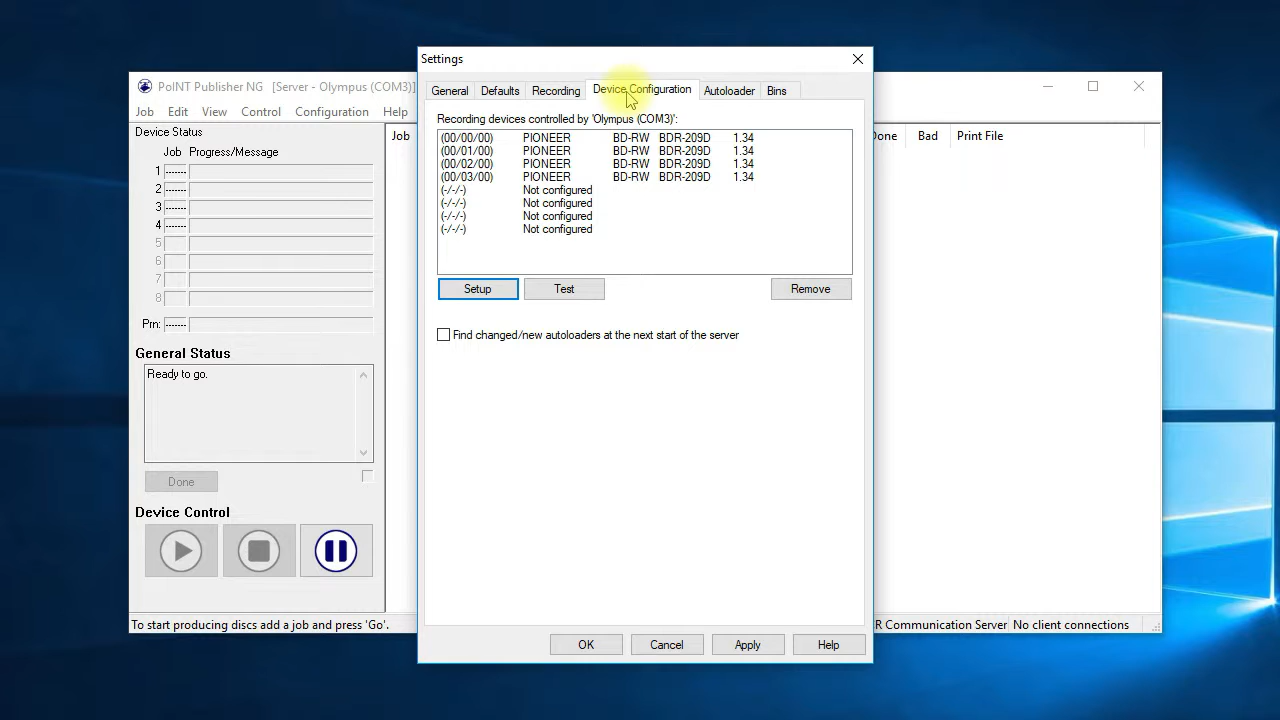 Settings
General Defaults Recording Device Configuration Autoloader Bins
Recording devices controlled by 'Olympus (COM3)':
(00/00/00) PIONEER BD-RW BDR-209D 1.34
(00/01/00) PIONEER BD-RW BDR-209D 1.34
(00/02/00) PIONEER BD-RW BDR-209D 1.34
(00/03/00) PIONEER BD-RW BDR-209D 1.34
(-/-/-) Not configured
(-/-/-) Not configured
(-/-/-) Not configured
(-/-/-) Not configured
Setup Test Remove
Find changed/new autoloaders at the next start of the server
OK Cancel Apply Help
PoINT Publisher NG [Server - Olympus (COM3)]
Job Edit View Control Configuration Help
Device Status
Job Progress/Message
1 ------
2 ------
3 ------
4 ------
5
6
7
8
Prn: ------
General Status
Ready to go.
Done
Device Control
Job Done Bad Print File
To start producing discs add a job and press 'Go'.
R Communication Server No client connections